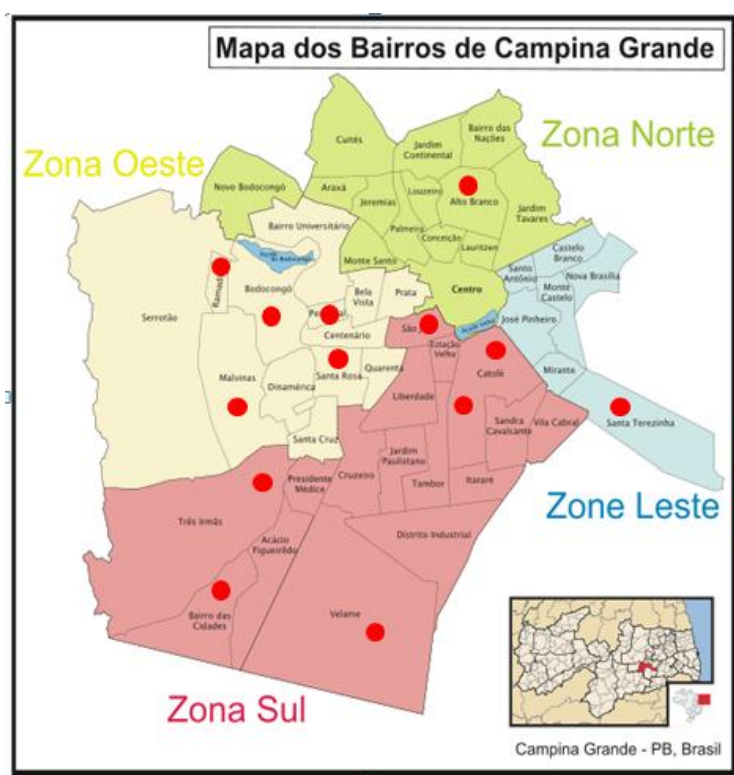 Mapa dos Bairros de Campina Grande
Zona Norte
Zona Oeste
Cuités
Bairro das
Nações
Jardim
Continental
Novo Bodocongó
Araxá
Jeremias
Louzeiro
Alto Branco
Jardim
Tavares
Palmeira
Conceição
Lauritzen
Bairro Universitário
Monte Santo
Castelo
Branco
Santo
Antônio
Nova Brasília
Monte
Castelo
Centro
Bodocongó
Bela
Vista
Prata
Serrotão
Centenário
São
Estação
Velha
José Pinheiro
Malvinas
Dinamérica
Santa Rosa
Quarenta
Catolé
Mirante
Liberdade
Santa Cruz
Sandra
Cavalcante
Vila Cabral
Santa Terezinha
Jardim
Paulistano
Presidente
Médice
Cruzeiro
Tambor
Itararé
Zone Leste
Três Irmãs
Acácio
Figueirêdo
Distrito Industrial
Bairro das
Cidades
Velame
Zona Sul
Campina Grande - PB, Brasil